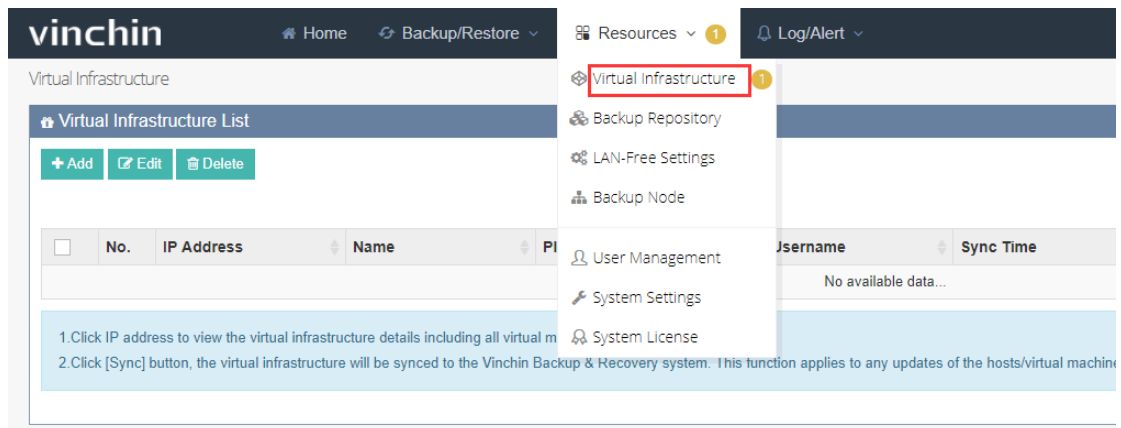 vinchin Home Backup/Restore Resources 1 Log/Alert
Virtual Infrastructure
Virtual Infrastructure 1
Virtual Infrastructure List
Backup Repository
Add Edit Delete
LAN-Free Settings
Backup Node
No. IP Address Name Username Sync Time
User Management
No available data...
System Settings
System License
1.Click IP address to view the virtual infrastructure details including all virtual
2.Click [Sync] button, the virtual infrastructure will be synced to the Vinchin Backup & Recovery system. This function applies to any updates of the hosts/virtual